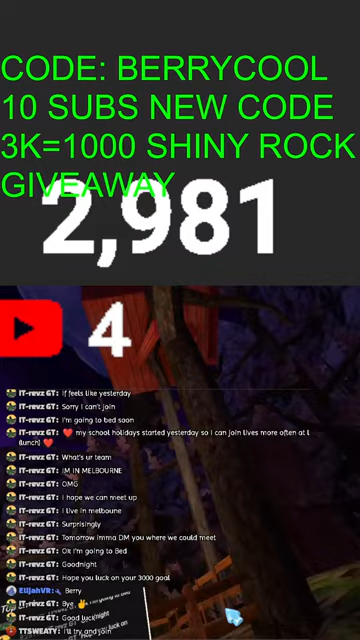 CODE: BERRYCOOL
10 SUBS NEW CODE
3K=1000 SHINY ROCK
GIVEAWAY
2,981
4
IT-revz GT: If feels like yesterday
IT-revz GT: Sorry I can't join
IT-revz GT: I'm going to bed soon
IT-revz GT: ❤️ my school holidays started yesterday so i can join lives more often at l
(lunch) ❤️
IT-revz GT: What's ur team
IT-revz GT: IM IN MELBOURNE
IT-revz GT: OMG
IT-revz GT: I hope we can meet up
IT-revz GT: I live in melboune
IT-revz GT: Surprisingly
IT-revz GT: Tomorrow imma DM you where we could meet
IT-revz GT: Ok I'm going to Bed
IT-revz GT: Goodnight
IT-revz GT: Hope you luck on your 3000 goal
ElijahVR: Berry
IT-revz GT: Bye
IT-revz GT: Good luck/night
TTSWEATY: I'll try and join